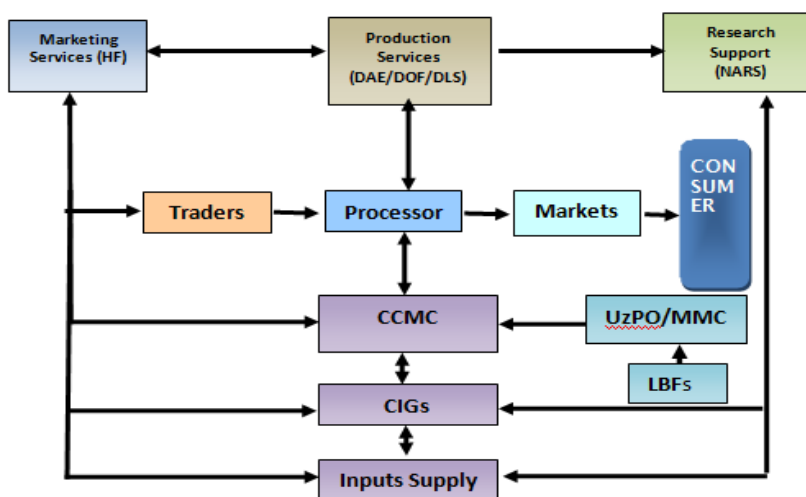 Marketing
Services (HF)
Production
Services
(DAE/DOF/DLS)
Research
Support
(NARS)
Traders
Processor
Markets
CON
SUM
ER
CCMC
UzPO/MMC
LBFs
CIGs
Inputs Supply